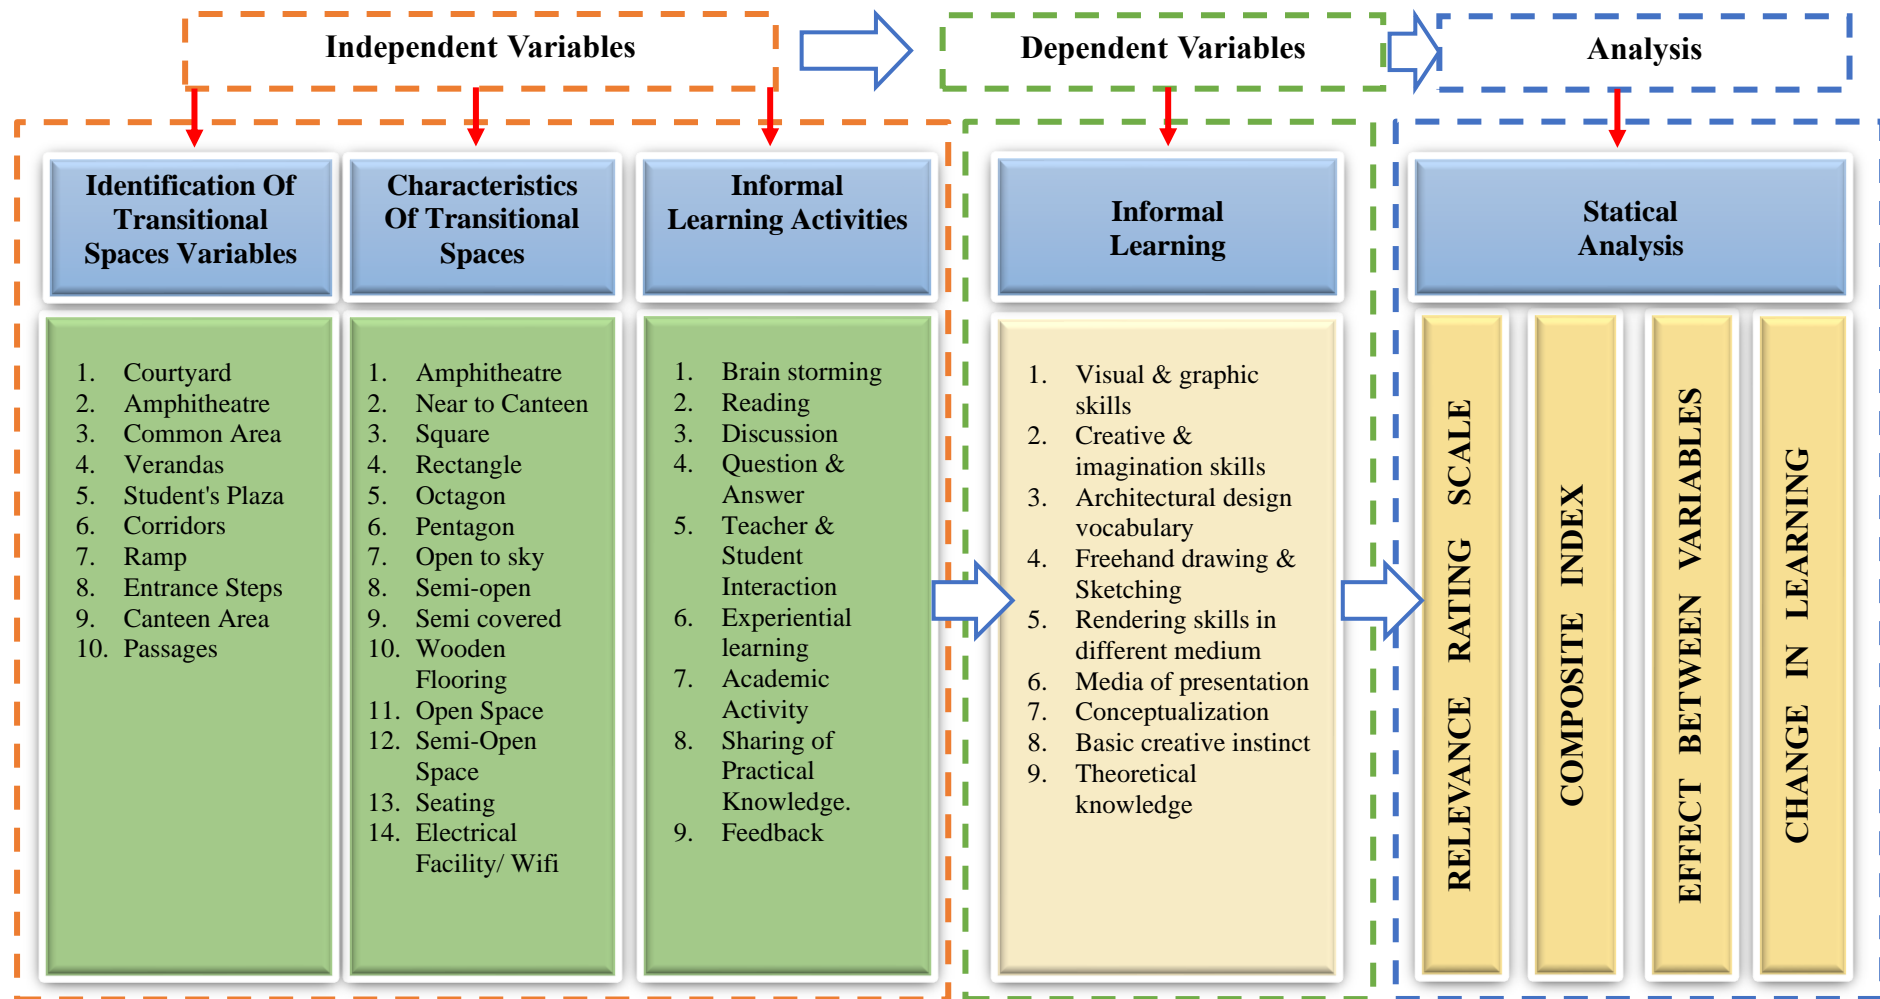 Independent Variables
Dependent Variables
Analysis
Identification Of
Transitional
Spaces Variables
Characteristics
Of Transitional
Spaces
Informal
Learning Activities
Informal
Learning
Statical
Analysis
1. Courtyard
2. Amphitheatre
3. Common Area
4. Verandas
5. Student's Plaza
6. Corridors
7. Ramp
8. Entrance Steps
9. Canteen Area
10. Passages
1. Amphitheatre
2. Near to Canteen
3. Square
4. Rectangle
5. Octagon
6. Pentagon
7. Open to sky
8. Semi-open
9. Semi covered
10. Wooden
Flooring
11. Open Space
12. Semi-Open
Space
13. Seating
14. Electrical
Facility/ Wifi
1. Brain storming
2. Reading
3. Discussion
4. Question &
Answer
5. Teacher &
Student
Interaction
6. Experiential
learning
7. Academic
Activity
8. Sharing of
Practical
Knowledge.
9. Feedback
1. Visual & graphic
skills
2. Creative &
imagination skills
3. Architectural design
vocabulary
4. Freehand drawing &
Sketching
5. Rendering skills in
different medium
6. Media of presentation
7. Conceptualization
8. Basic creative instinct
9. Theoretical
knowledge
RELEVANCE RATING SCALE
COMPOSITE INDEX
EFFECT BETWEEN VARIABLES
CHANGE IN LEARNING